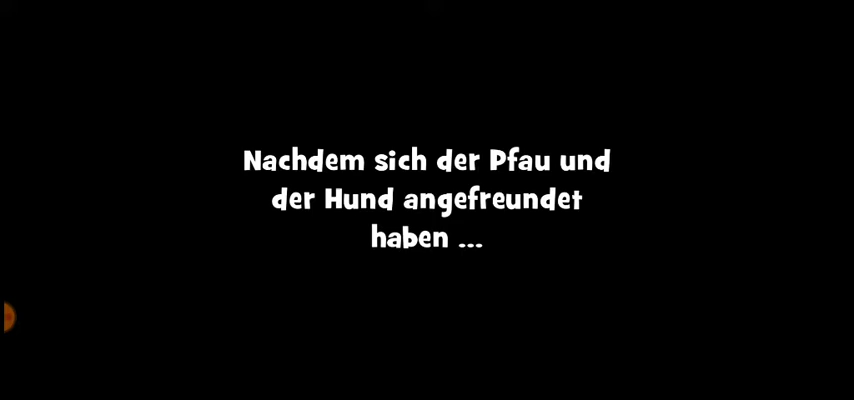 Nachdem sich der Pfau und
der Hund angefreundet
haben ...